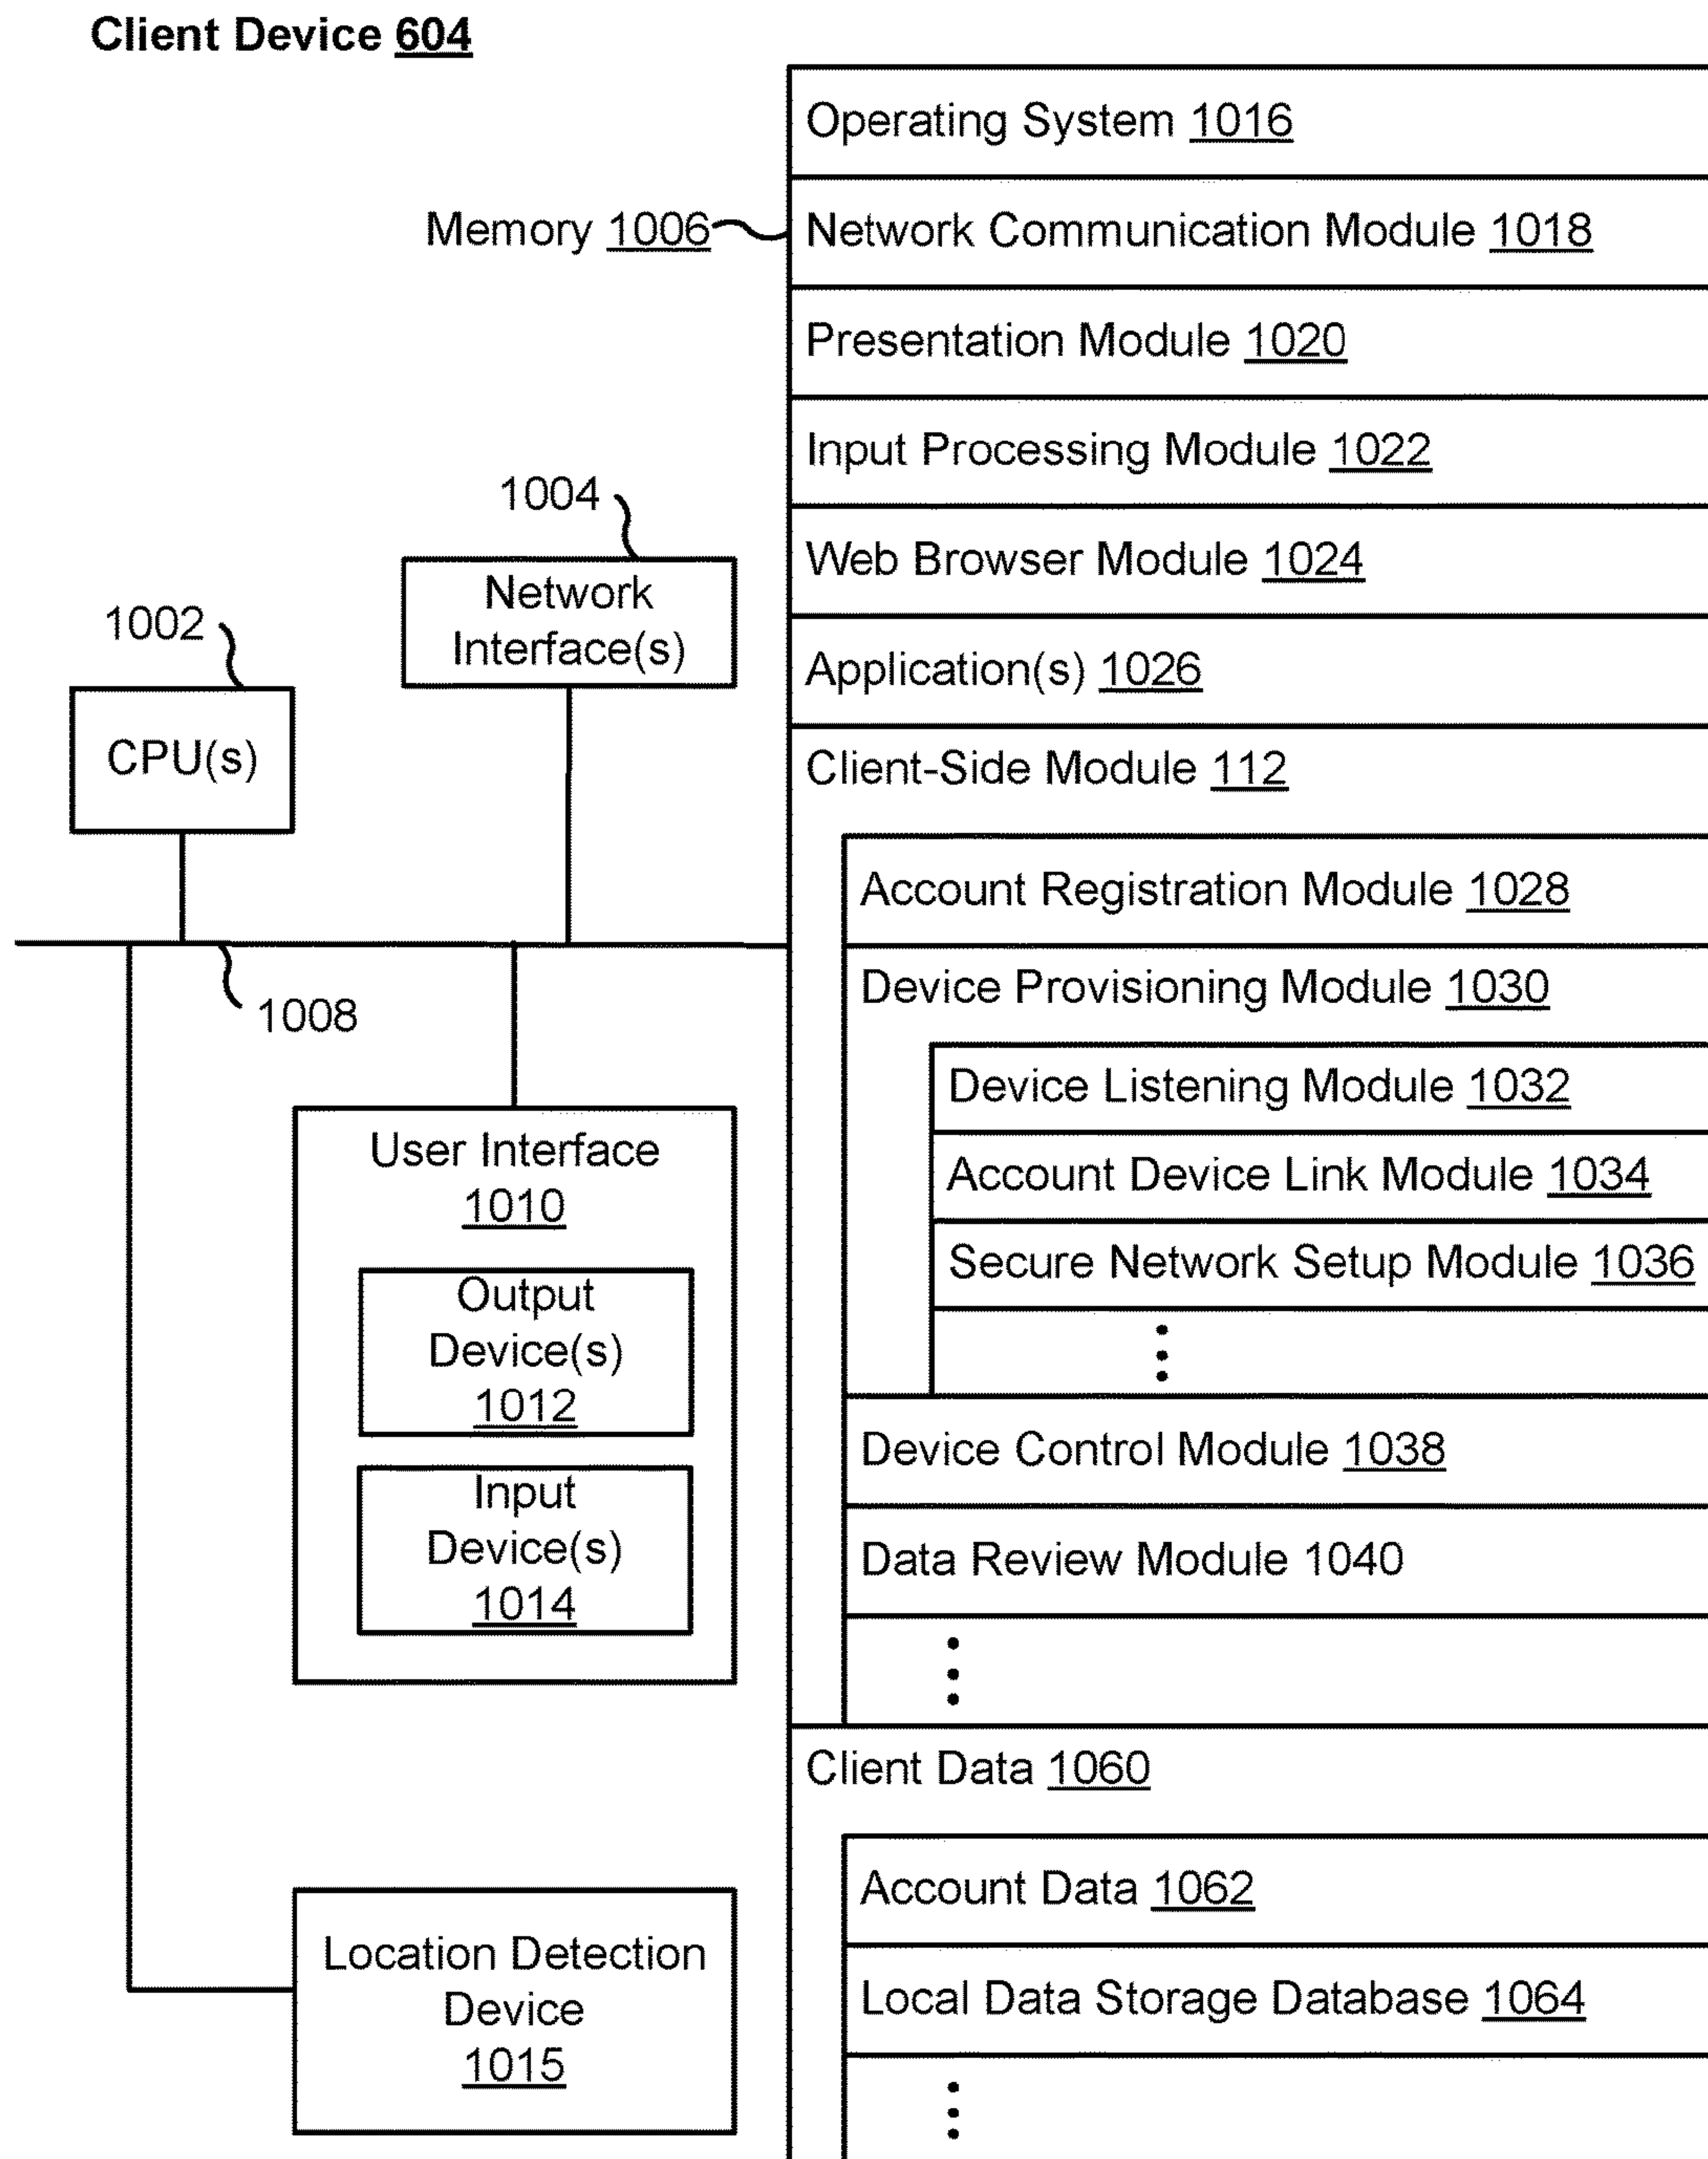 Client Device 604
Operating System 1016
Memory 1006
Network Communication Module 1018
Presentation Module 1020
Input Processing Module 1022
1004
Network
Interface(s)
Web Browser Module 1024
1002
CPU(s)
Application(s) 1026
Client-Side Module 112
Account Registration Module 1028
1008
Device Provisioning Module 1030
Device Listening Module 1032
Account Device Link Module 1034
Secure Network Setup Module 1036
User Interface
1010
Output
Device(s)
1012
Input
Device(s)
1014
Device Control Module 1038
Data Review Module 1040
Client Data 1060
Account Data 1062
Local Data Storage Database 1064
Location Detection
Device
1015